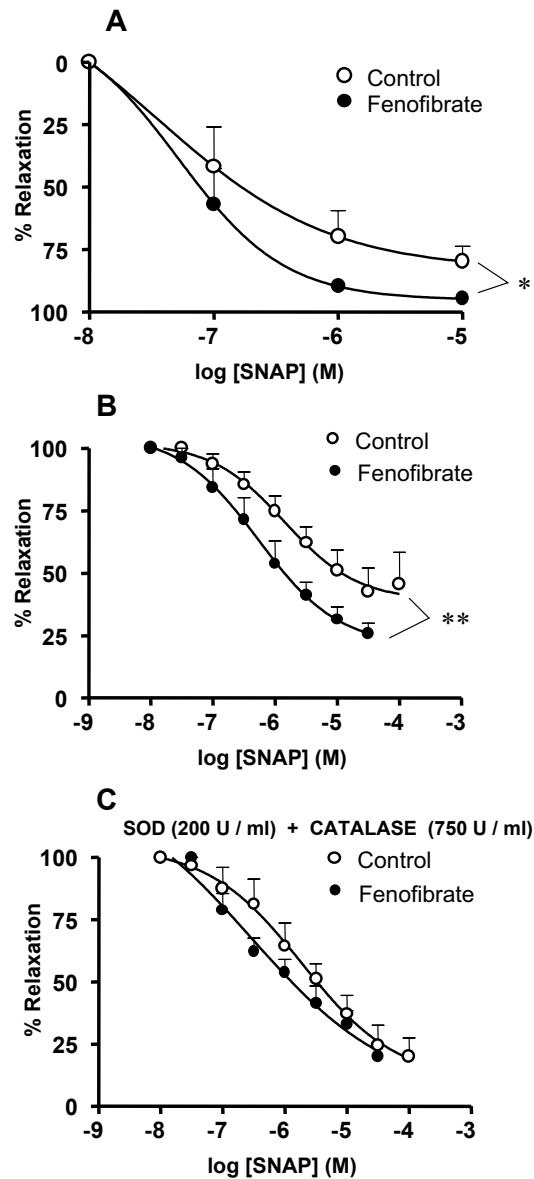 A
0
25
50
75
100
% Relaxation
Control
Fenofibrate
*
-8
-7
-6
-5
log [SNAP] (M)
B
100
75
50
25
0
% Relaxation
Control
Fenofibrate
**
-9
-8
-7
-6
-5
-4
-3
log [SNAP] (M)
C
SOD (200 U / ml) + CATALASE (750 U / ml)
100
75
50
25
0
% Relaxation
Control
Fenofibrate
-9
-8
-7
-6
-5
-4
-3
log [SNAP] (M)